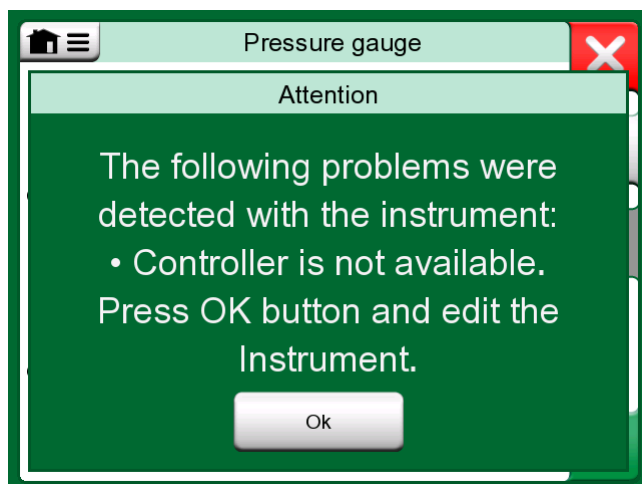 Pressure gauge
Attention
The following problems were
detected with the instrument:
• Controller is not available.
Press OK button and edit the
Instrument.
Ok